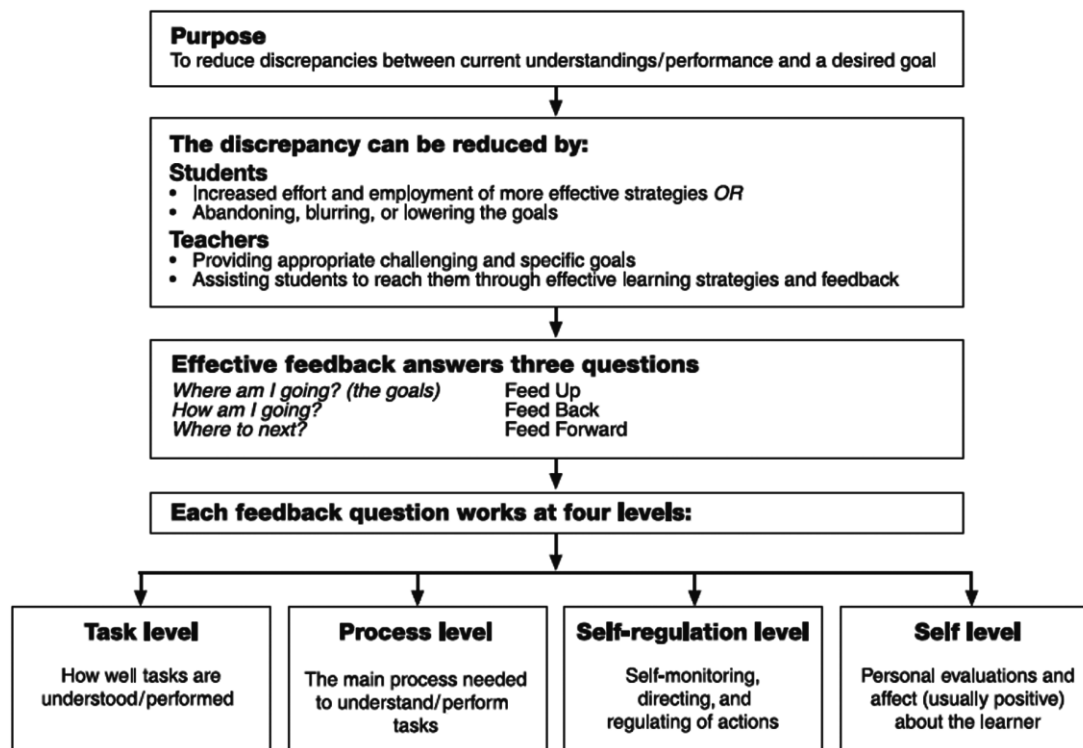 Purpose
To reduce discrepancies between current understandings/performance and a desired goal
The discrepancy can be reduced by:
Students
• Increased effort and employment of more effective strategies OR
• Abandoning, blurring, or lowering the goals
Teachers
• Providing appropriate challenging and specific goals
• Assisting students to reach them through effective learning strategies and feedback
Effective feedback answers three questions
Where am I going? (the goals) Feed Up
How am I going? Feed Back
Where to next? Feed Forward
Each feedback question works at four levels:
Task level
How well tasks are
understood/performed
Process level
The main process needed
to understand/perform
tasks
Self-regulation level
Self-monitoring,
directing, and
regulating of actions
Self level
Personal evaluations and
affect (usually positive)
about the learner